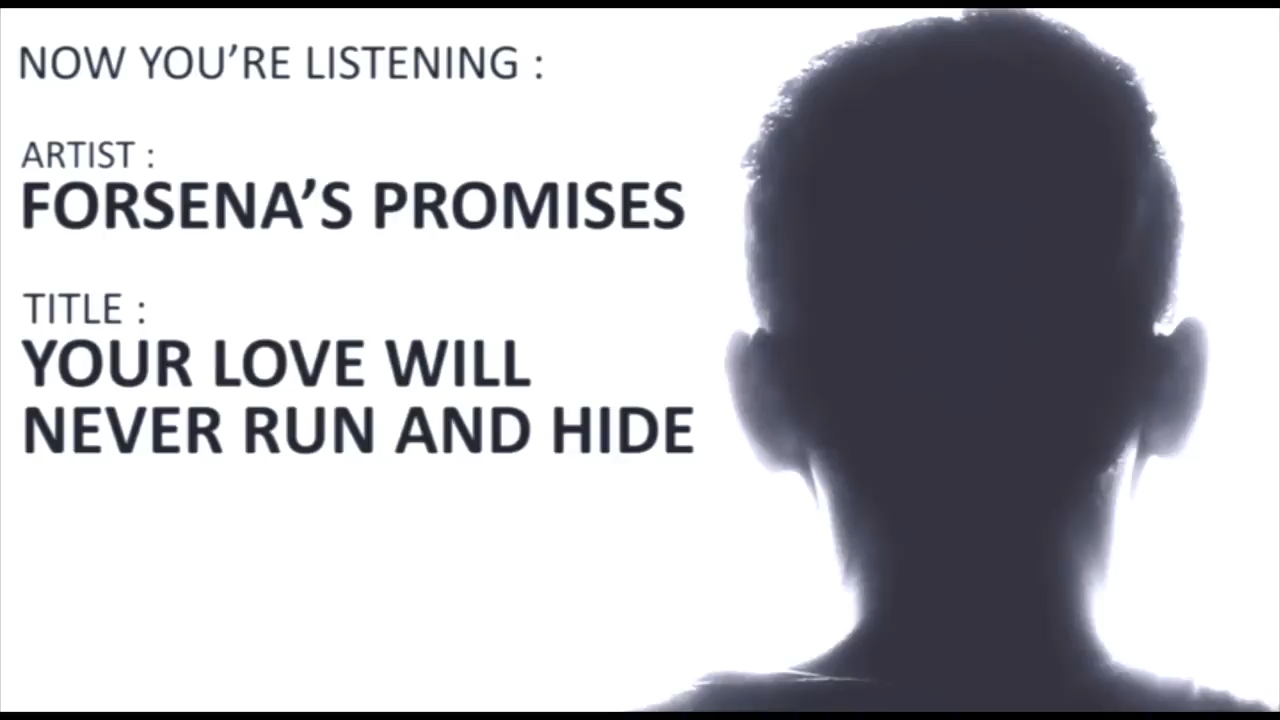 NOW YOU’RE LISTENING :
ARTIST :
FORSENA’S PROMISES
TITLE :
YOUR LOVE WILL
NEVER RUN AND HIDE